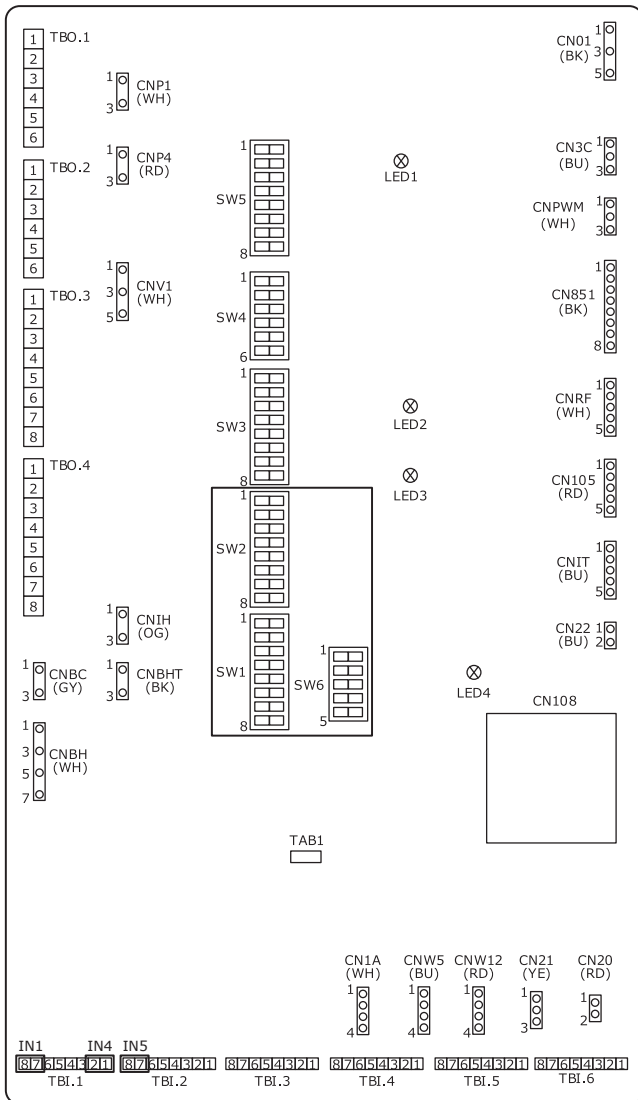 1 TBO.1
2
3
4
5
6
1 CNP1
3 (WH)
1 TBO.2
2
3
4
5
6
1 CNP4
3 (RD)
1 TBO.3
2
3
4
5
6
7
8
1 CNV1
3 (WH)
5
1 TBO.4
2
3
4
5
6
7
8
1 CNIH
3 (OG)
1 CNBC
3 (GY)
1 CNBHT
3 (BK)
1
3 CNBH
5 (WH)
7
1
SW5
8
1
SW4
6
1
SW3
8
1
SW2
8
1
SW1
8
1
SW6
5
LED1
LED2
LED3
LED4
CN01 1
(BK) 3
5
CN3C 1
(BU) 3
CNPWM 1
(WH) 3
1
CN851
(BK)
8
CNRF 1
(WH)
5
CN105 1
(RD)
5
CNIT 1
(BU)
5
CN22 1
(BU) 2
CN108
TAB1
CN1A
(WH)
1
4
CNW5
(BU)
1
4
CNW12
(RD)
1
4
CN21
(YE)
1
3
CN20
(RD)
1
2
IN1 IN4 IN5
8 7 6 5 4 3 2 1 8 7 6 5 4 3 2 1 8 7 6 5 4 3 2 1 8 7 6 5 4 3 2 1 8 7 6 5 4 3 2 1 8 7 6 5 4 3 2 1
TBI.1 TBI.2 TBI.3 TBI.4 TBI.5 TBI.6